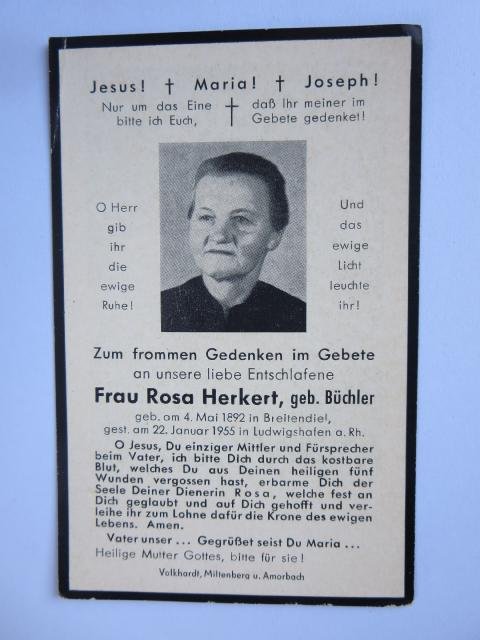 Jesus! † Maria! † Joseph!
Nur um das Eine † daß Ihr meiner im
bitte ich Euch, Gebete gedenket!
O Herr
gib
ihr
die
ewige
Ruhe!
Und
das
ewige
Licht
leuchte
ihr!
Zum frommen Gedenken im Gebete
an unsere liebe Entschlafene
Frau Rosa Herkert, geb. Büchler
geb. am 4. Mai 1892 in Breitendiel,
gest. am 22. Januar 1955 in Ludwigshafen a. Rh.
O Jesus, Du einziger Mittler und Fürsprecher
beim Vater, ich bitte Dich durch das kostbare
Blut, welches Du aus Deinen heiligen fünf
Wunden vergossen hast, erbarme Dich der
Seele Deiner Dienerin Rosa, welche fest an
Dich geglaubt und auf Dich gehofft und ver-
leihe ihr zum Lohne dafür die Krone des ewigen
Lebens. Amen.
Vater unser ... Gegrüßet seist Du Maria ...
Heilige Mutter Gottes, bitte für sie!
Volkhardt, Miltenberg u. Amorbach